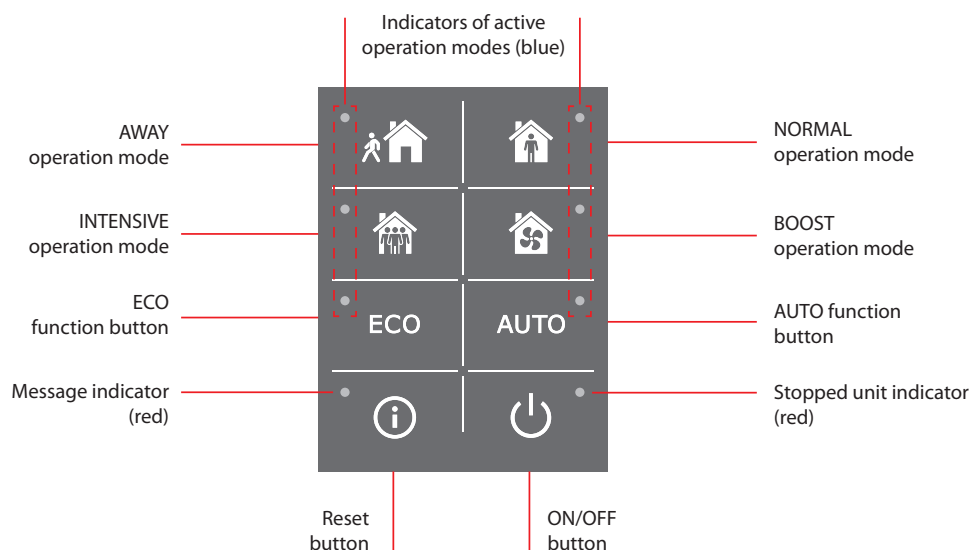 Indicators of active
operation modes (blue)
AWAY
operation mode
NORMAL
operation mode
INTENSIVE
operation mode
BOOST
operation mode
ECO
function button
ECO
AUTO
AUTO function
button
Message indicator
(red)
i
Stopped unit indicator
(red)
Reset
button
ON/OFF
button